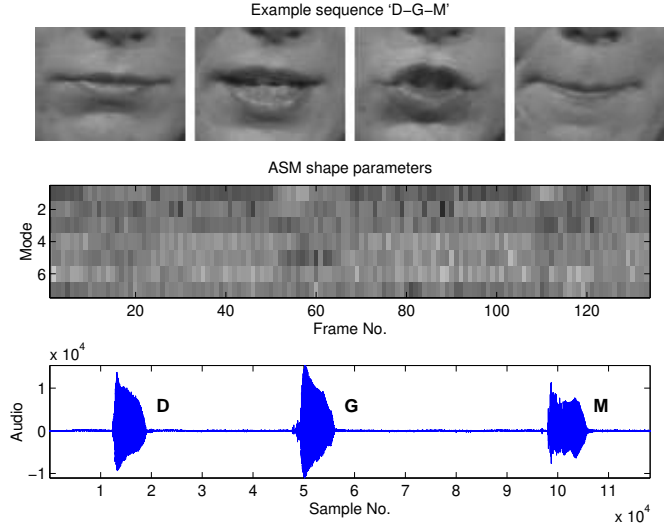 Example sequence ‘D−G−M’
ASM shape parameters
Mode
2
4
6
20 40 60 80 100 120
Frame No.
x 10^4
Audio
1
0
−1
D G M
1 2 3 4 5 6 7 8 9 10 11
Sample No.
x 10^4